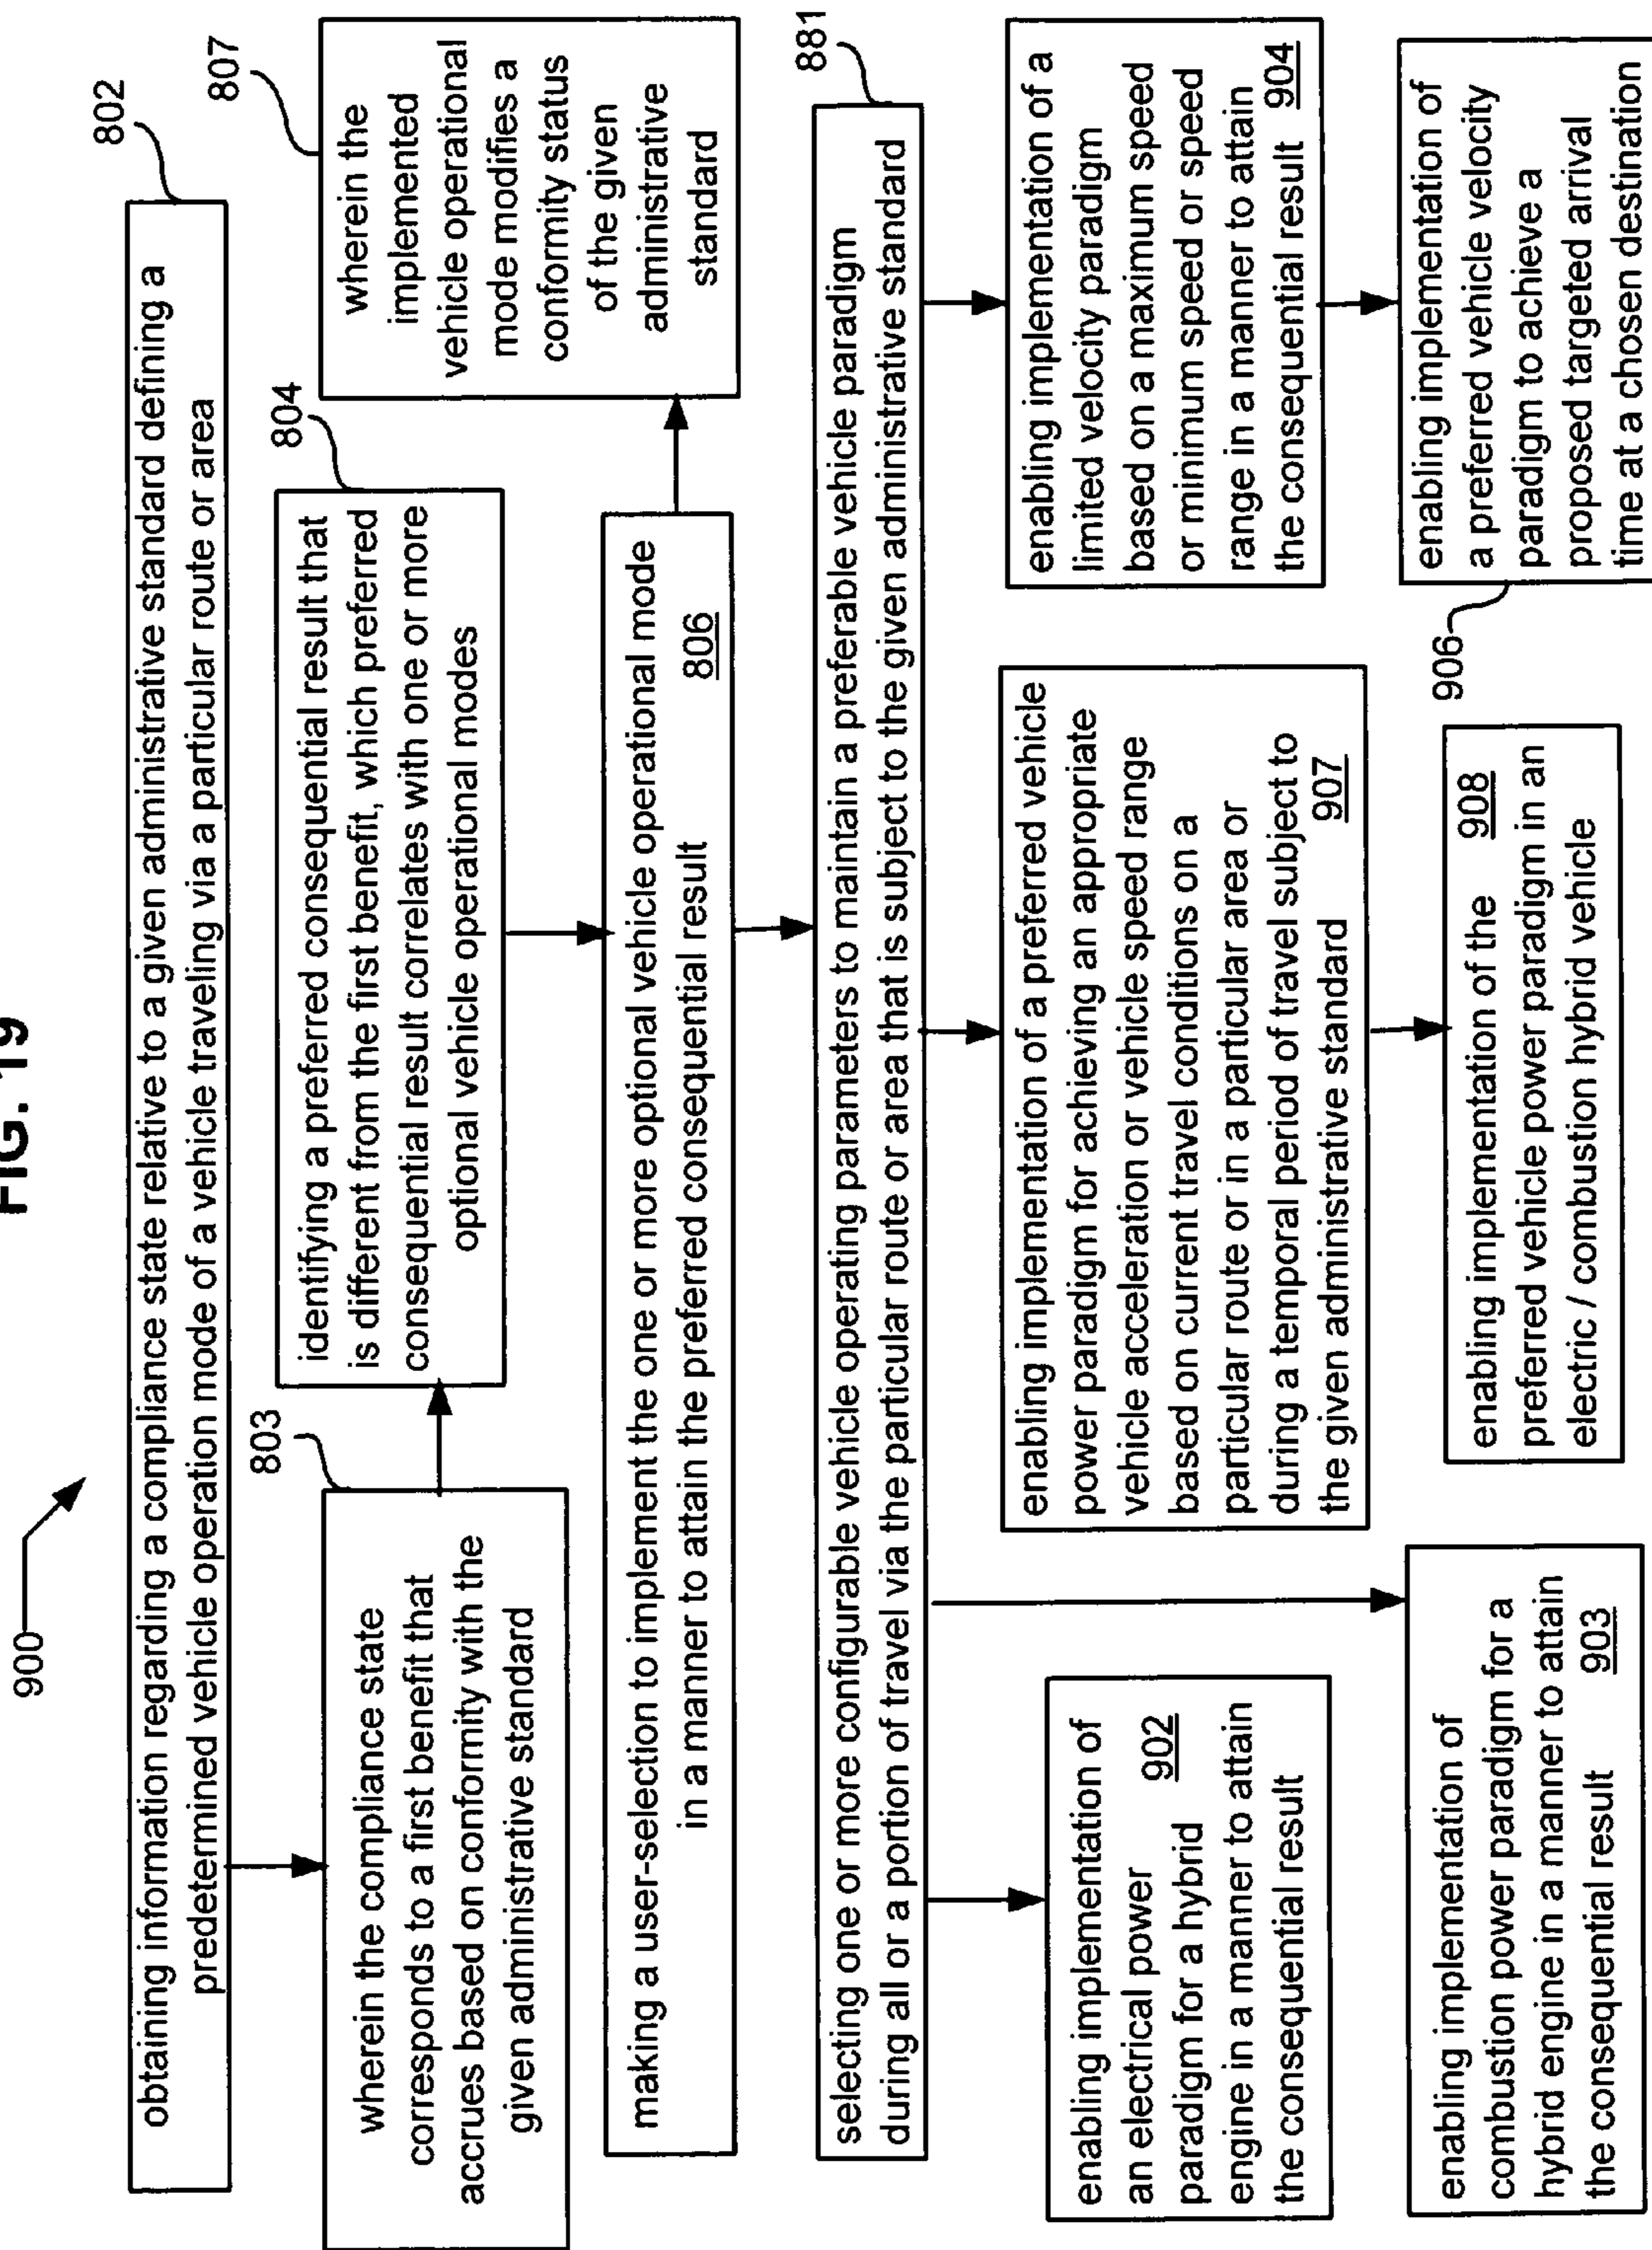 FIG. 19
900
802
obtaining information regarding a compliance state relative to a given administrative standard defining a
predetermined vehicle operation mode of a vehicle traveling via a particular route or area
803
wherein the compliance state
corresponds to a first benefit that
accrues based on conformity with the
given administrative standard
804
identifying a preferred consequential result that
is different from the first benefit, which preferred
consequential result correlates with one or more
optional vehicle operational modes
807
wherein the
implemented
vehicle operational
mode modifies a
conformity status
of the given
administrative
standard
making a user-selection to implement the one or more optional vehicle operational mode
in a manner to attain the preferred consequential result
806
881
selecting one or more configurable vehicle operating parameters to maintain a preferable vehicle paradigm
during all or a portion of travel via the particular route or area that is subject to the given administrative standard
enabling implementation of
an electrical power
paradigm for a hybrid 902
engine in a manner to attain
the consequential result
enabling implementation of
combustion power paradigm for a
hybrid engine in a manner to attain
the consequential result 903
enabling implementation of a preferred vehicle
power paradigm for achieving an appropriate
vehicle acceleration or vehicle speed range
based on current travel conditions on a
particular route or in a particular area or
during a temporal period of travel subject to
the given administrative standard 907
enabling implementation of the 908
preferred vehicle power paradigm in an
electric / combustion hybrid vehicle
enabling implementation of a
limited velocity paradigm
based on a maximum speed
or minimum speed or speed
range in a manner to attain
the consequential result 904
906
enabling implementation of
a preferred vehicle velocity
paradigm to achieve a
proposed targeted arrival
time at a chosen destination